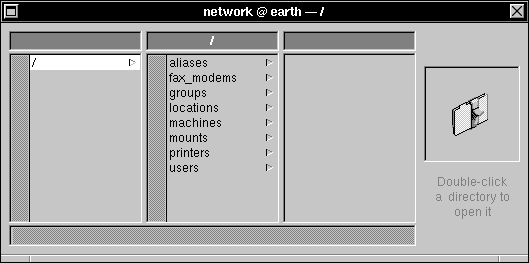 network @ earth — /
/
/
aliases
fax_modems
groups
locations
machines
mounts
printers
users
Double-click
a directory to
open it